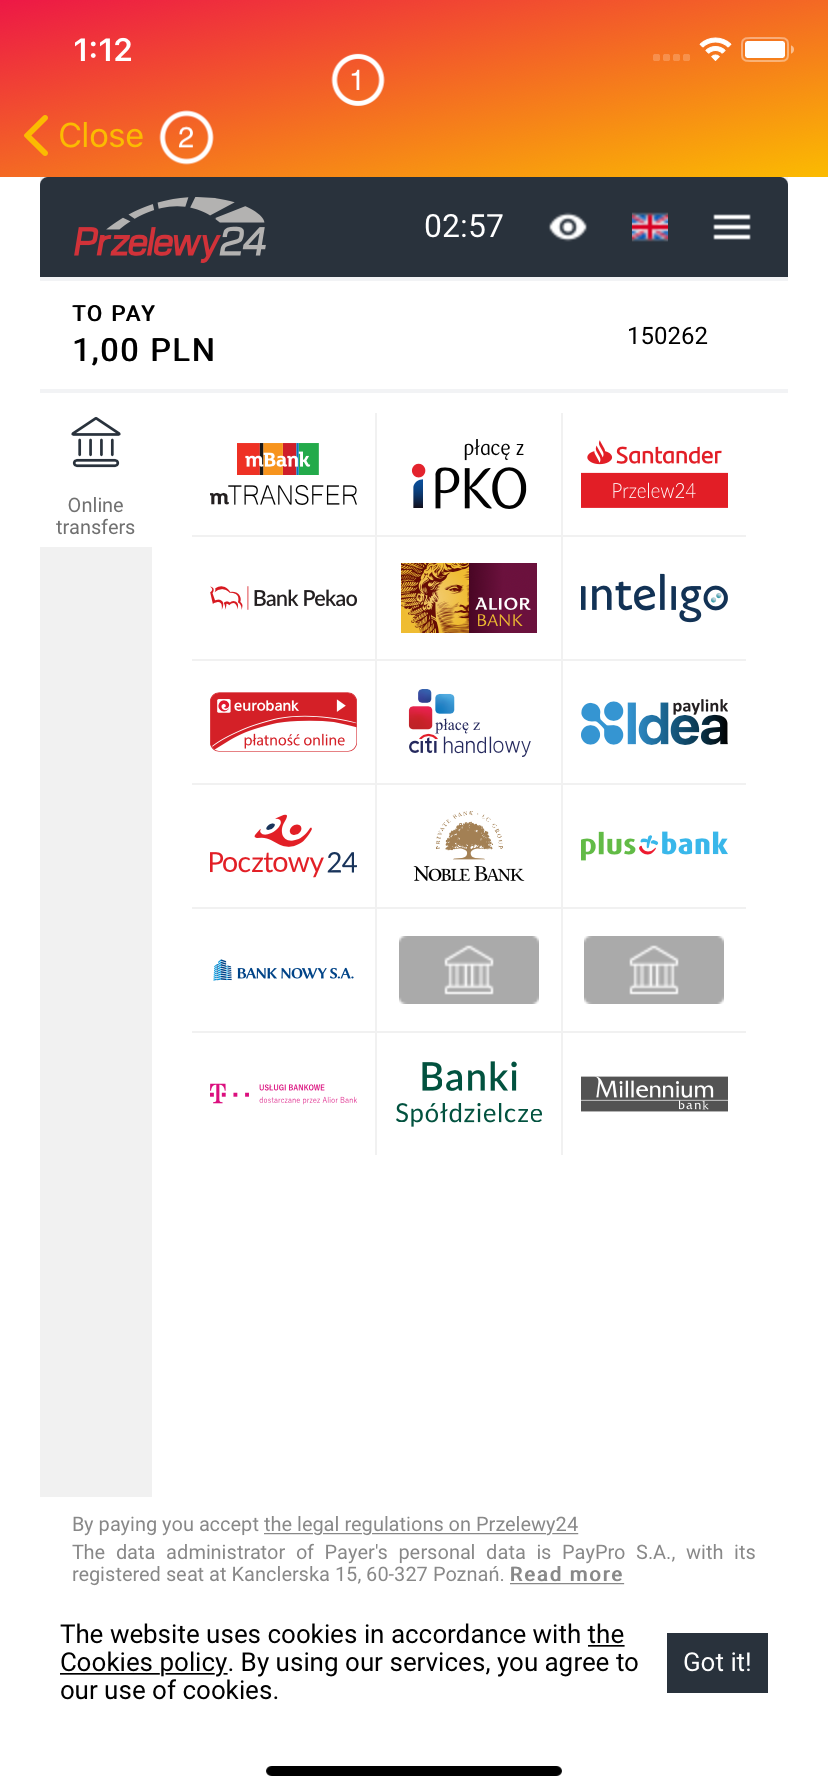 1:12
1
Close
2
Przelewy24
02:57
TO PAY
1,00 PLN
150262
Online
transfers
mBank
mTRANSFER
płacę z
iPKO
Santander
Przelew24
Bank Pekao
ALIOR
BANK
inteligo
eurobank
płatność online
płacę z
citi handlowy
paylink
Idea
Pocztowy24
PRIVATE BANK · LC GROUP
NOBLE BANK
plus bank
BANK NOWY S.A.
T
USŁUGI BANKOWE
dostarczane przez Alior Bank
Banki
Spółdzielcze
Millennium
bank
By paying you accept the legal regulations on Przelewy24
The data administrator of Payer's personal data is PayPro S.A., with its
registered seat at Kanclerska 15, 60-327 Poznań. Read more
The website uses cookies in accordance with the
Cookies policy. By using our services, you agree to
our use of cookies.
Got it!